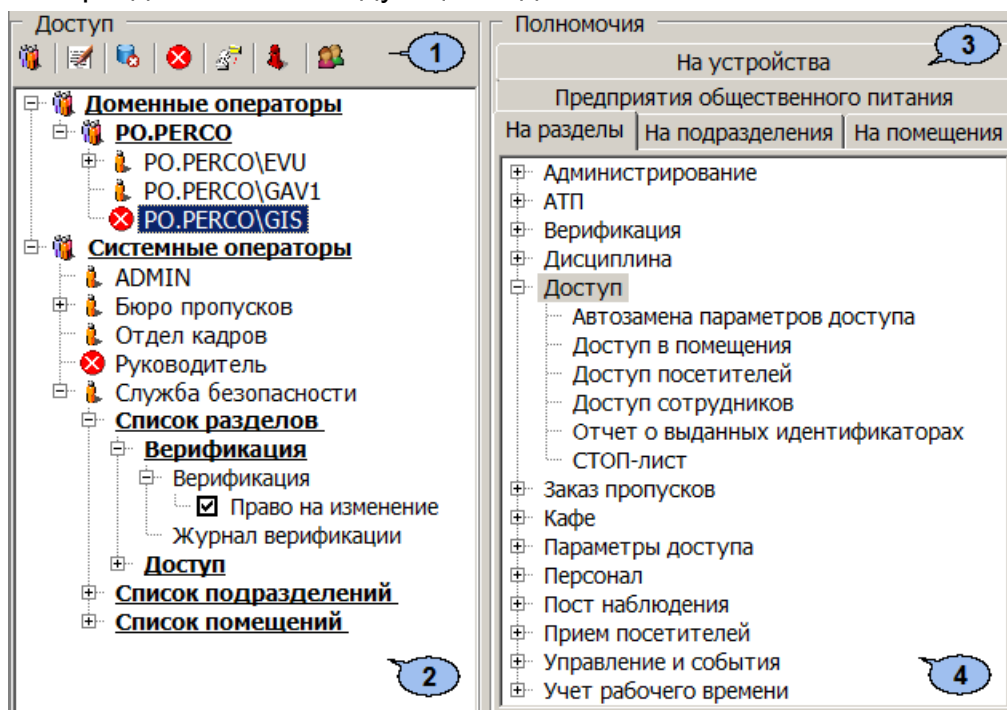 Доступ
1
Доменные операторы
PO.PERCO
PO.PERCO\EVU
PO.PERCO\GAV1
PO.PERCO\GIS
Системные операторы
ADMIN
Бюро пропусков
Отдел кадров
Руководитель
Служба безопасности
Список разделов
Верификация
Верификация
Право на изменение
Журнал верификации
Доступ
Список подразделений
Список помещений
2
Полномочия
3
На устройства
Предприятия общественного питания
На разделы На подразделения На помещения
Администрирование
АТП
Верификация
Дисциплина
Доступ
Автозамена параметров доступа
Доступ в помещения
Доступ посетителей
Доступ сотрудников
Отчет о выданных идентификаторах
СТОП-лист
Заказ пропусков
Кафе
Параметры доступа
Персонал
Пост наблюдения
Прием посетителей
Управление и события
Учет рабочего времени
4